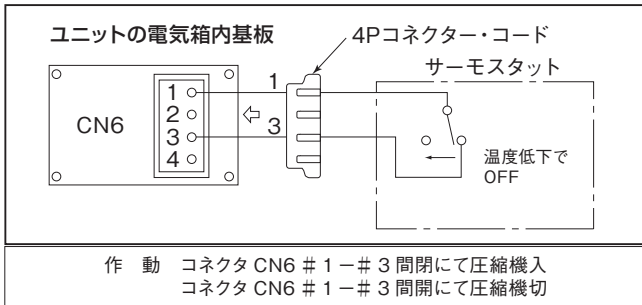 ユニットの電気箱内基板
4Pコネクター・コード
サーモスタット
CN6
1
2
3
4
1
3
温度低下で
OFF
作 動 コネクタ CN6 ♯1−♯3 間閉にて圧縮機入
コネクタ CN6 ♯1−♯3 間開にて圧縮機切